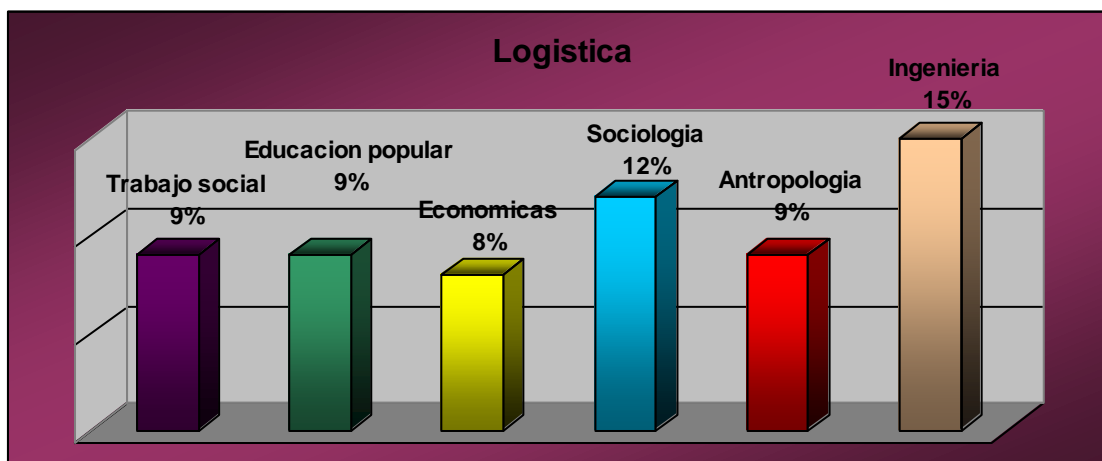 Logistica
Trabajo social
9%
Educacion popular
9%
Economicas
8%
Sociologia
12%
Antropologia
9%
Ingenieria
15%